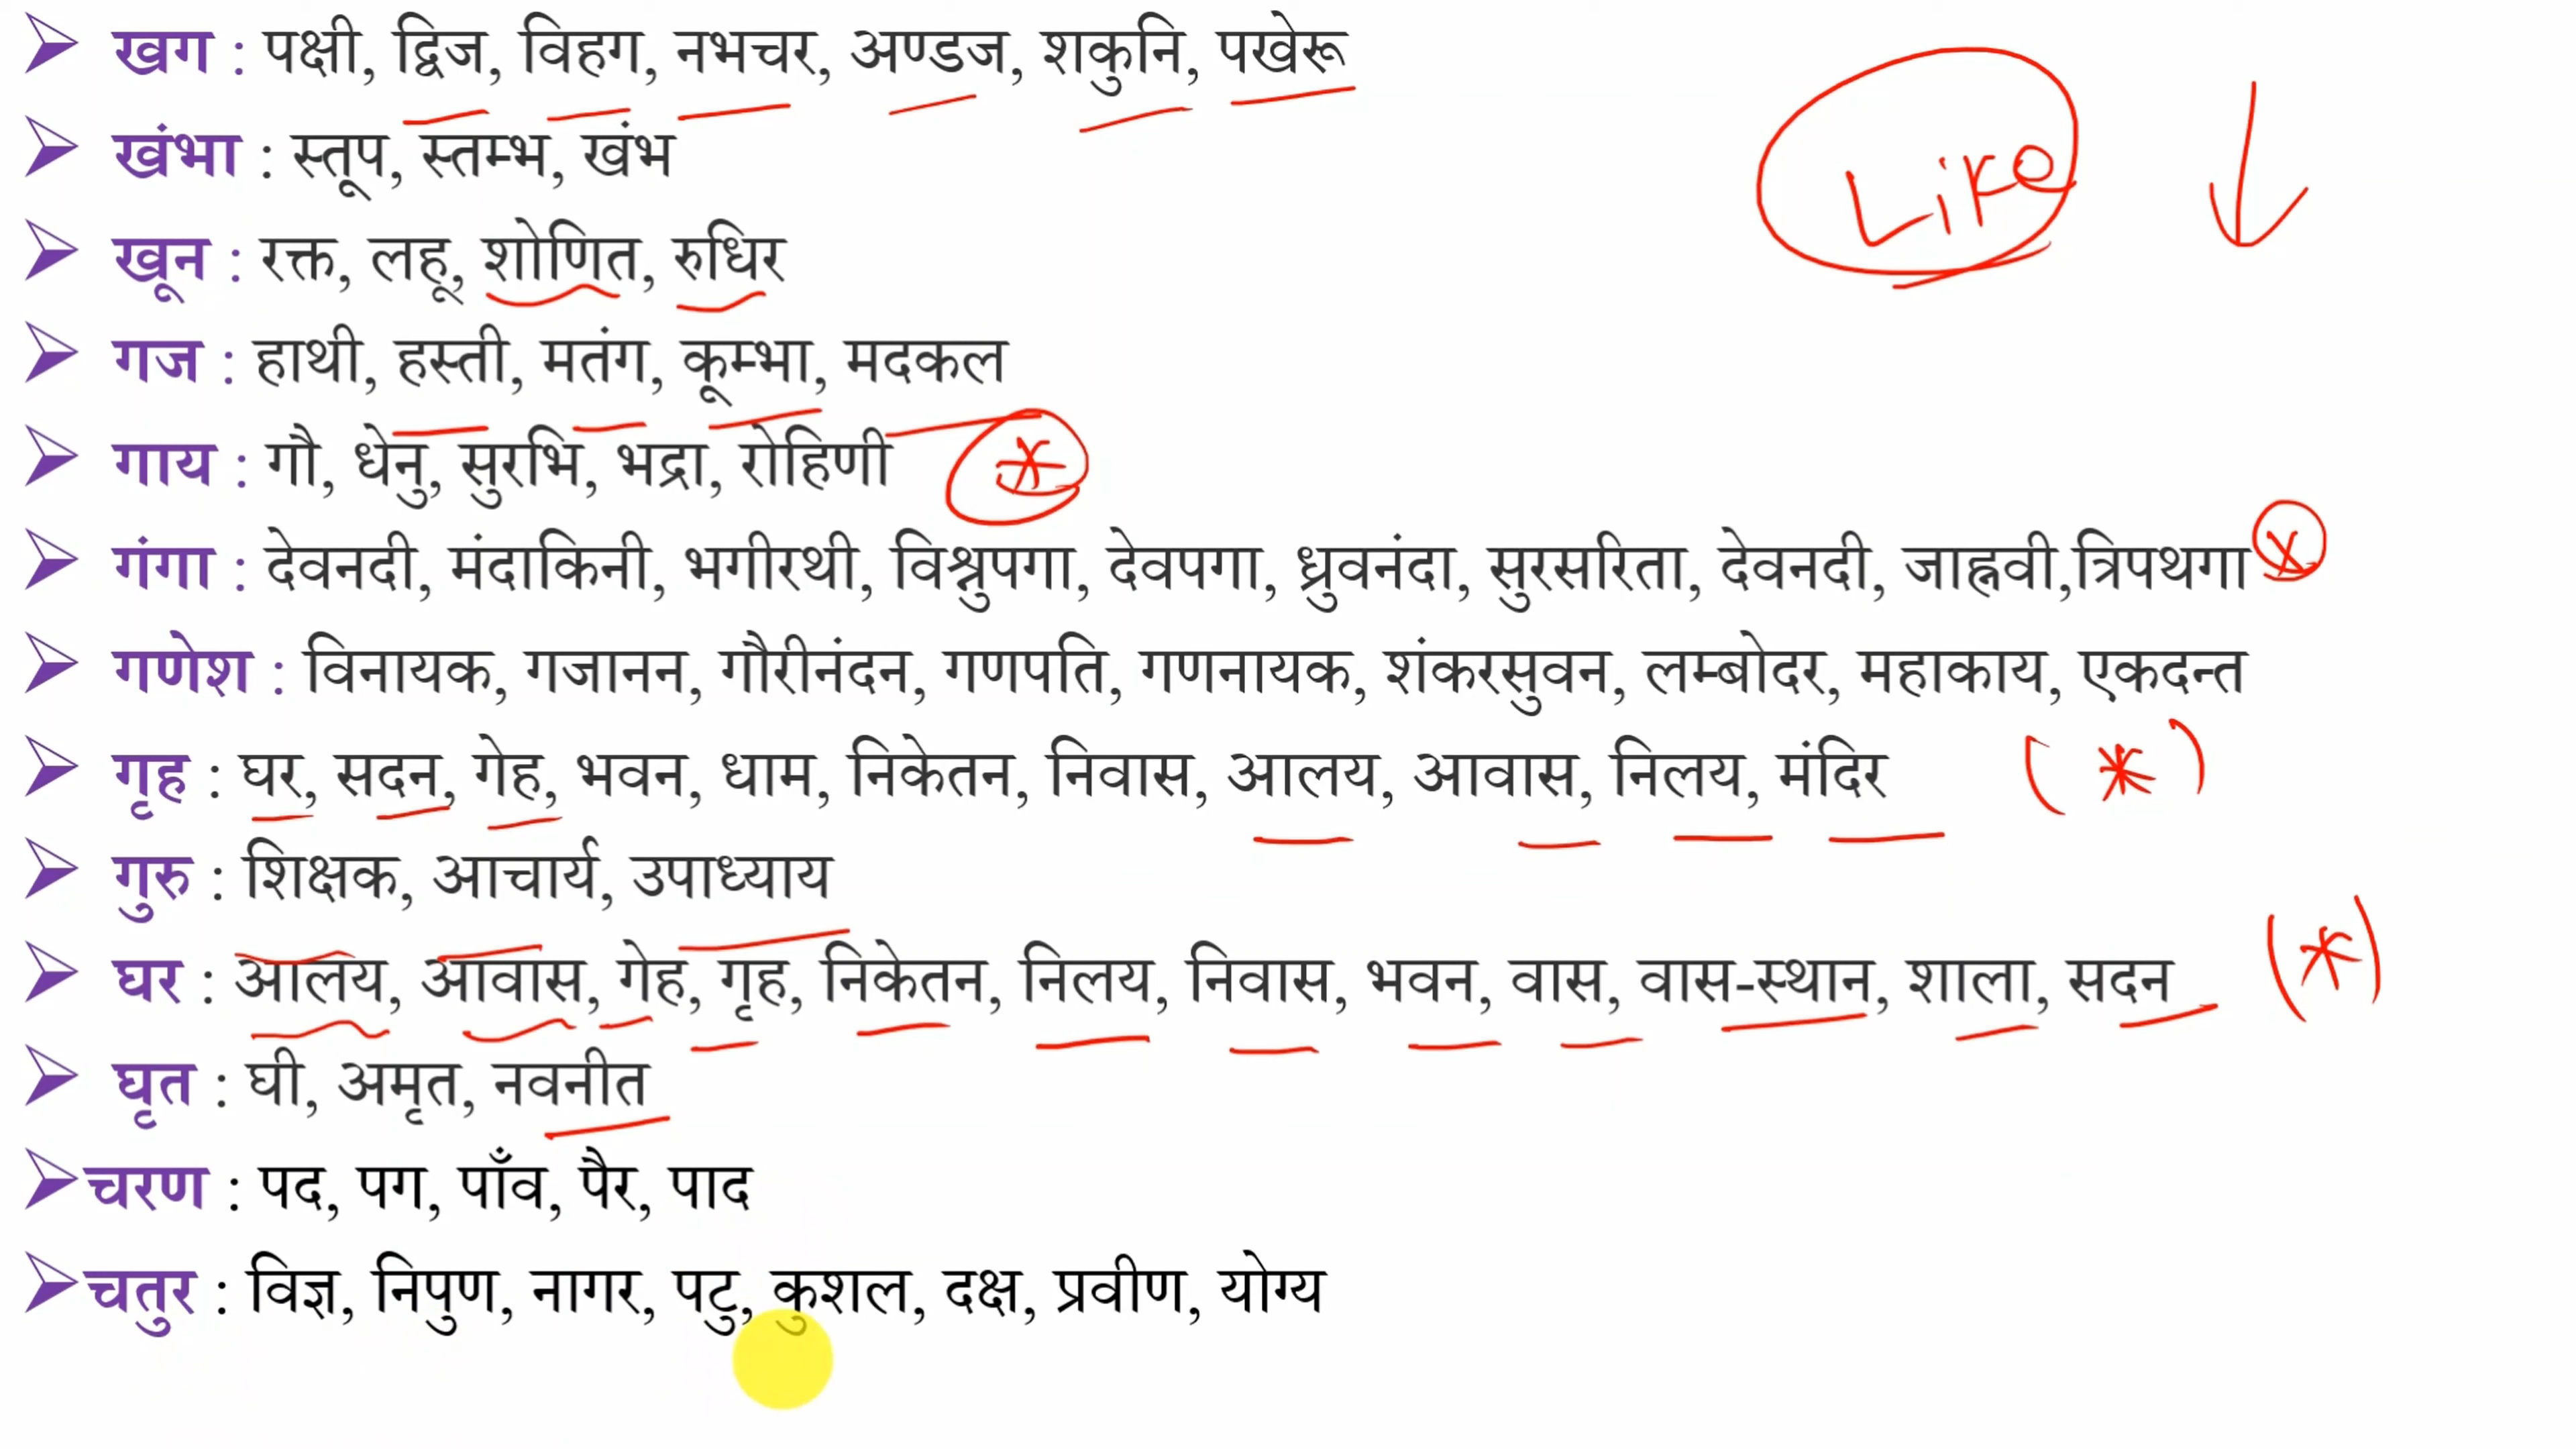 खग : पक्षी, द्विज, विहग, नभचर, अण्डज, शकुनि, पखेरू
Like
खंभा : स्तूप, स्तम्भ, खंभ
खून : रक्त, लहू, शोणित, रुधिर
गज : हाथी, हस्ती, मतंग, कूम्भा, मदकल
गाय : गौ, धेनु, सुरभि, भद्रा, रोहिणी
गंगा : देवनदी, मंदाकिनी, भगीरथी, विश्नुपगा, देवपगा, ध्रुवनंदा, सुरसरिता, देवनदी, जाह्नवी,त्रिपथगा
गणेश : विनायक, गजानन, गौरीनंदन, गणपति, गणनायक, शंकरसुवन, लम्बोदर, महाकाय, एकदन्त
गृह : घर, सदन, गेह, भवन, धाम, निकेतन, निवास, आलय, आवास, निलय, मंदिर (*)
गुरु : शिक्षक, आचार्य, उपाध्याय
घर : आलय, आवास, गेह, गृह, निकेतन, निलय, निवास, भवन, वास, वास-स्थान, शाला, सदन (*)
घृत : घी, अमृत, नवनीत
चरण : पद, पग, पाँव, पैर, पाद
चतुर : विज्ञ, निपुण, नागर, पटु, कुशल, दक्ष, प्रवीण, योग्य